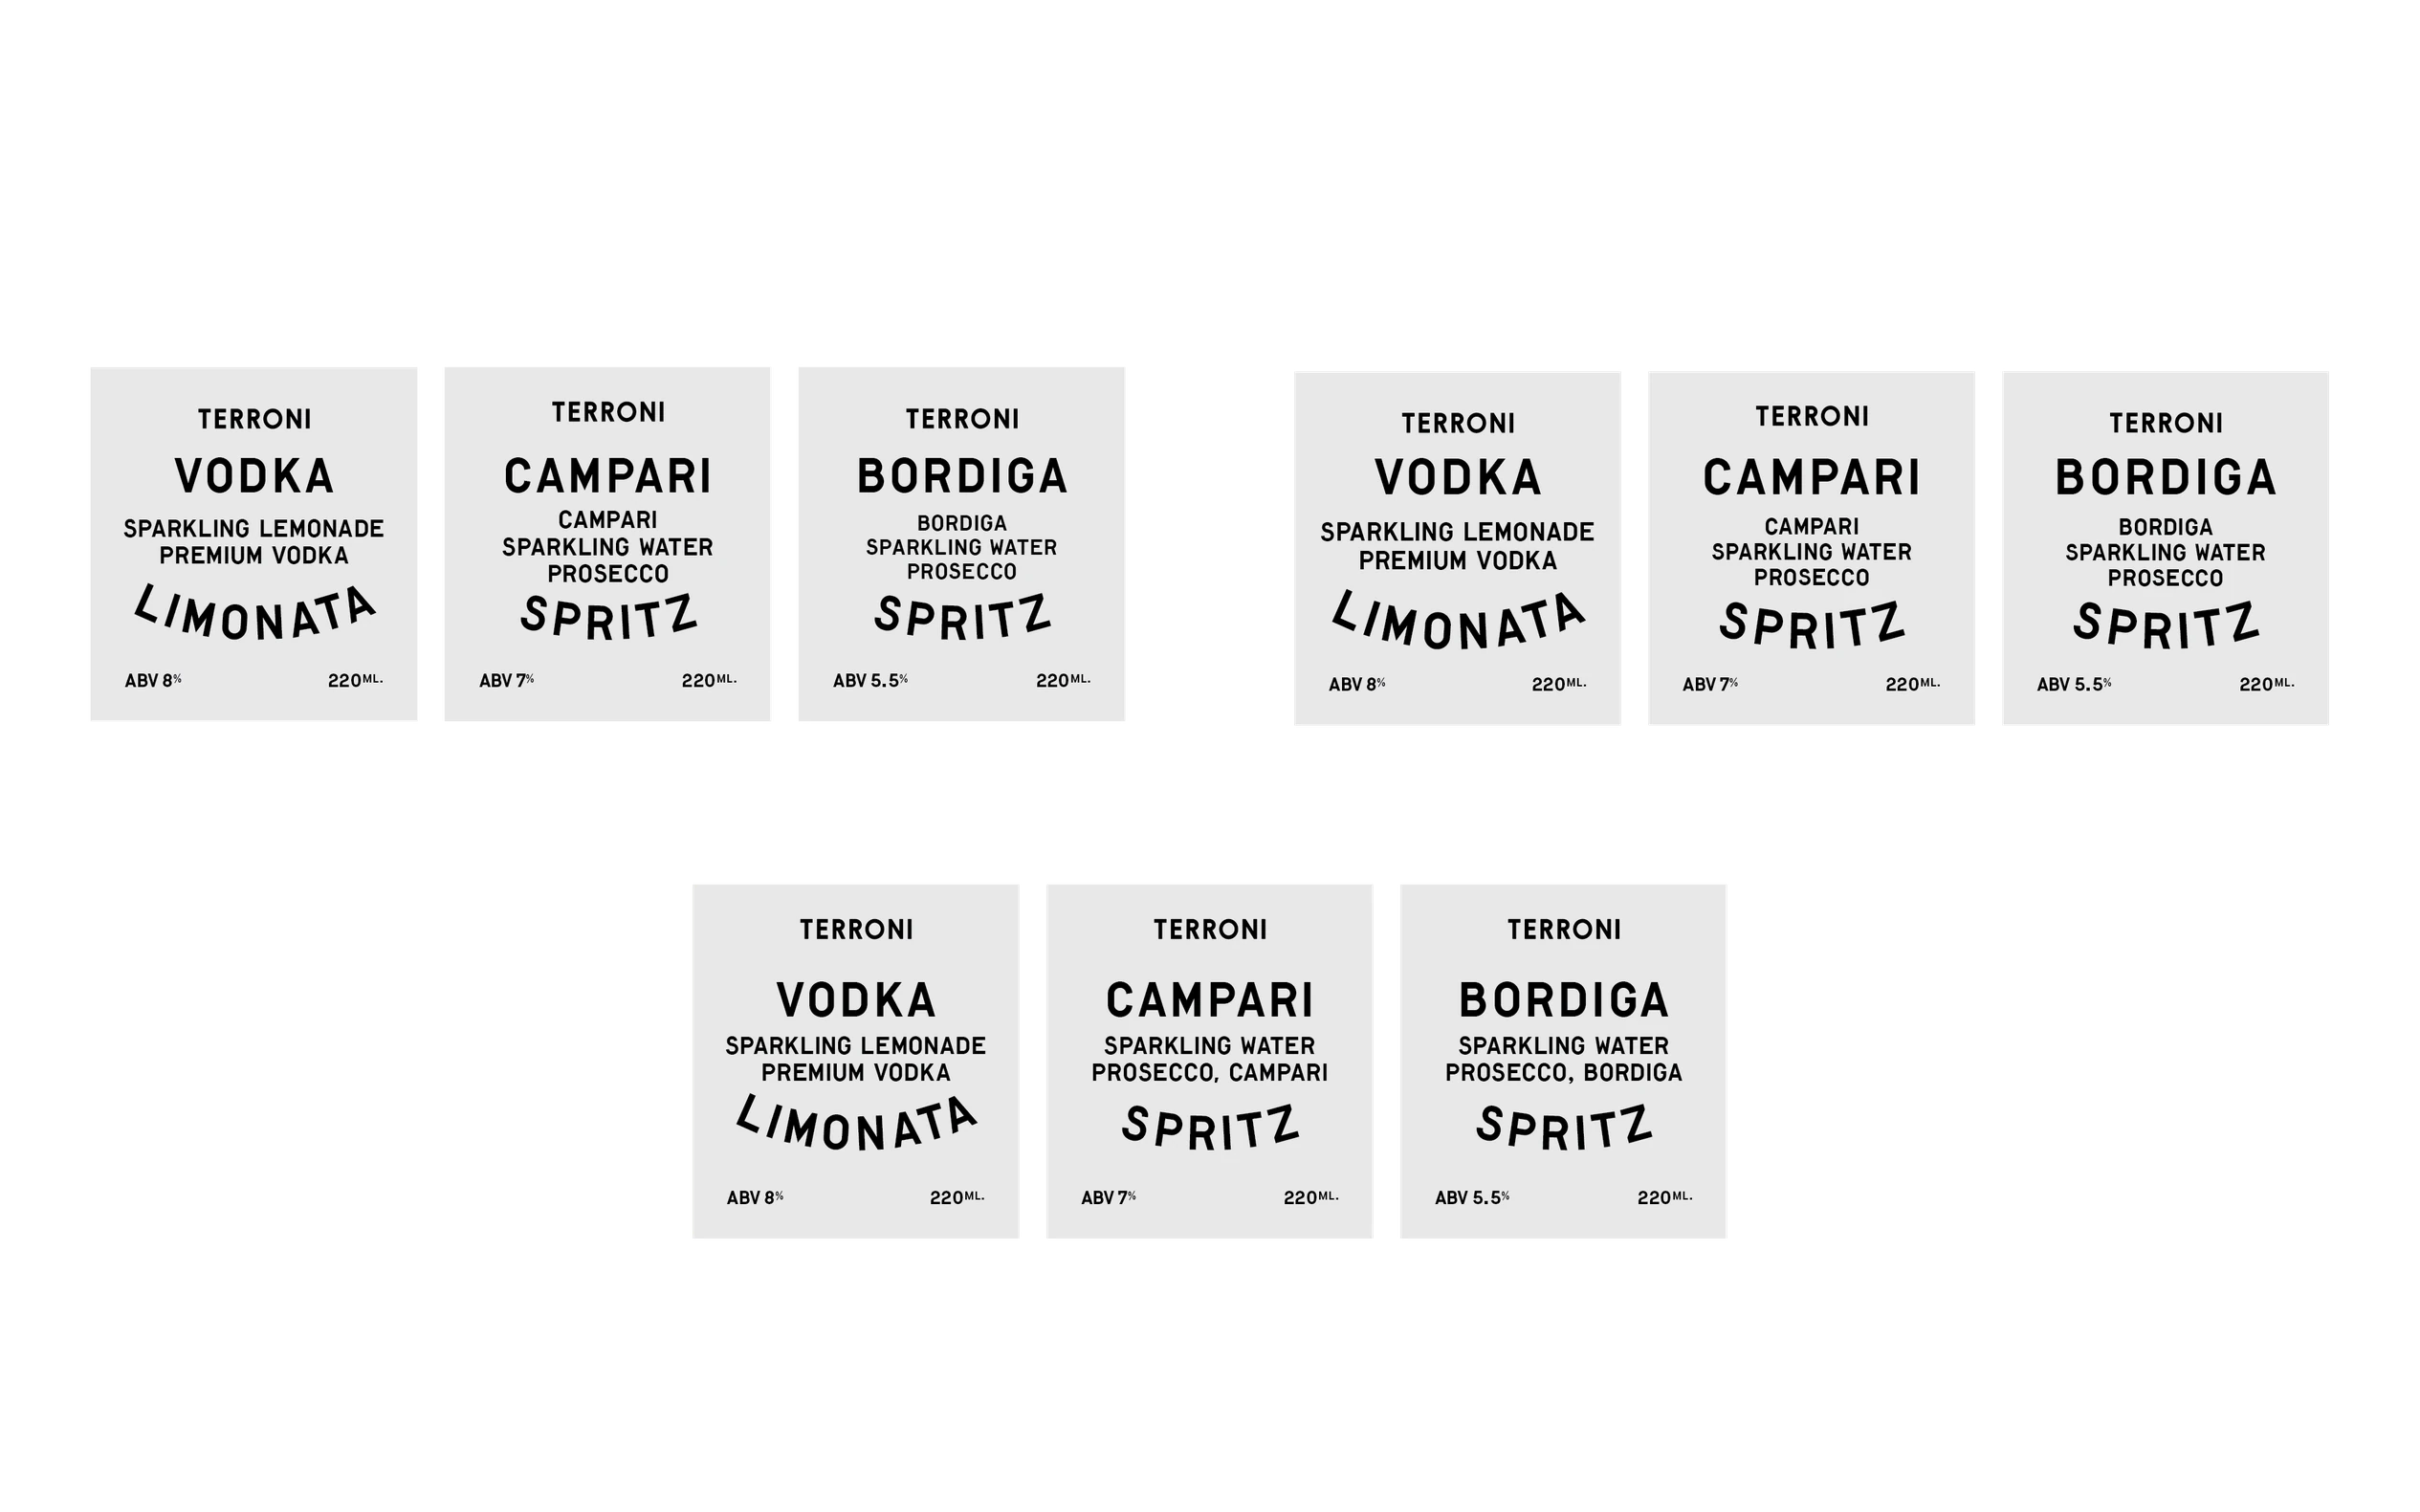 TERRONI
VODKA
SPARKLING LEMONADE
PREMIUM VODKA
LIMONATA
ABV 8%
220ML.
TERRONI
CAMPARI
CAMPARI
SPARKLING WATER
PROSECCO
SPRITZ
ABV 7%
220ML.
TERRONI
BORDIGA
BORDIGA
SPARKLING WATER
PROSECCO
SPRITZ
ABV 5.5%
220ML.
TERRONI
VODKA
SPARKLING LEMONADE
PREMIUM VODKA
LIMONATA
ABV 8%
220ML.
TERRONI
CAMPARI
CAMPARI
SPARKLING WATER
PROSECCO
SPRITZ
ABV 7%
220ML.
TERRONI
BORDIGA
BORDIGA
SPARKLING WATER
PROSECCO
SPRITZ
ABV 5.5%
220ML.
TERRONI
VODKA
SPARKLING LEMONADE
PREMIUM VODKA
LIMONATA
ABV 8%
220ML.
TERRONI
CAMPARI
SPARKLING WATER
PROSECCO, CAMPARI
SPRITZ
ABV 7%
220ML.
TERRONI
BORDIGA
SPARKLING WATER
PROSECCO, BORDIGA
SPRITZ
ABV 5.5%
220ML.